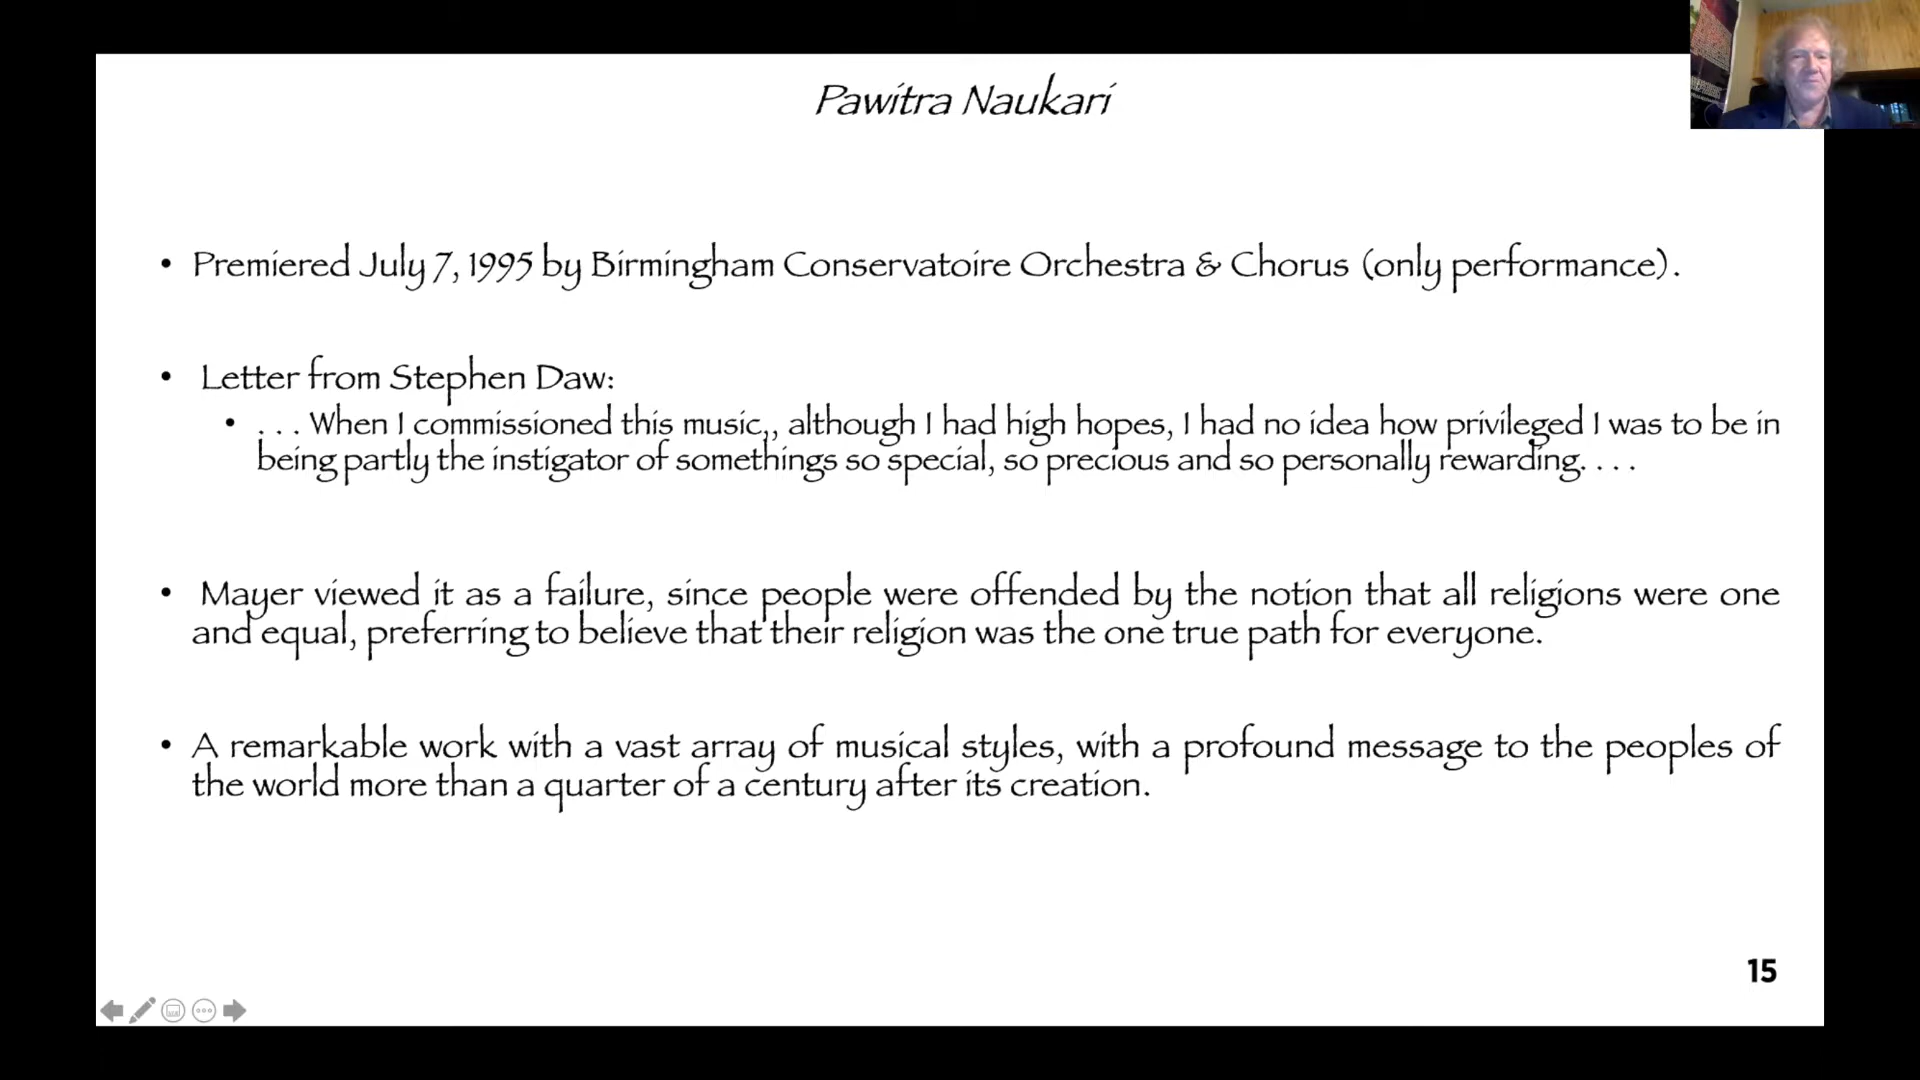 Pawitra Naukari
• Premiered July 7, 1995 by Birmingham Conservatoire Orchestra & Chorus (only performance).
• Letter from Stephen Daw:
• . . . When I commissioned this music,, although I had high hopes, I had no idea how privileged I was to be in
being partly the instigator of somethings so special, so precious and so personally rewarding. . . .
• Mayer viewed it as a failure, since people were offended by the notion that all religions were one
and equal, preferring to believe that their religion was the one true path for everyone.
• A remarkable work with a vast array of musical styles, with a profound message to the peoples of
the world more than a quarter of a century after its creation.
15